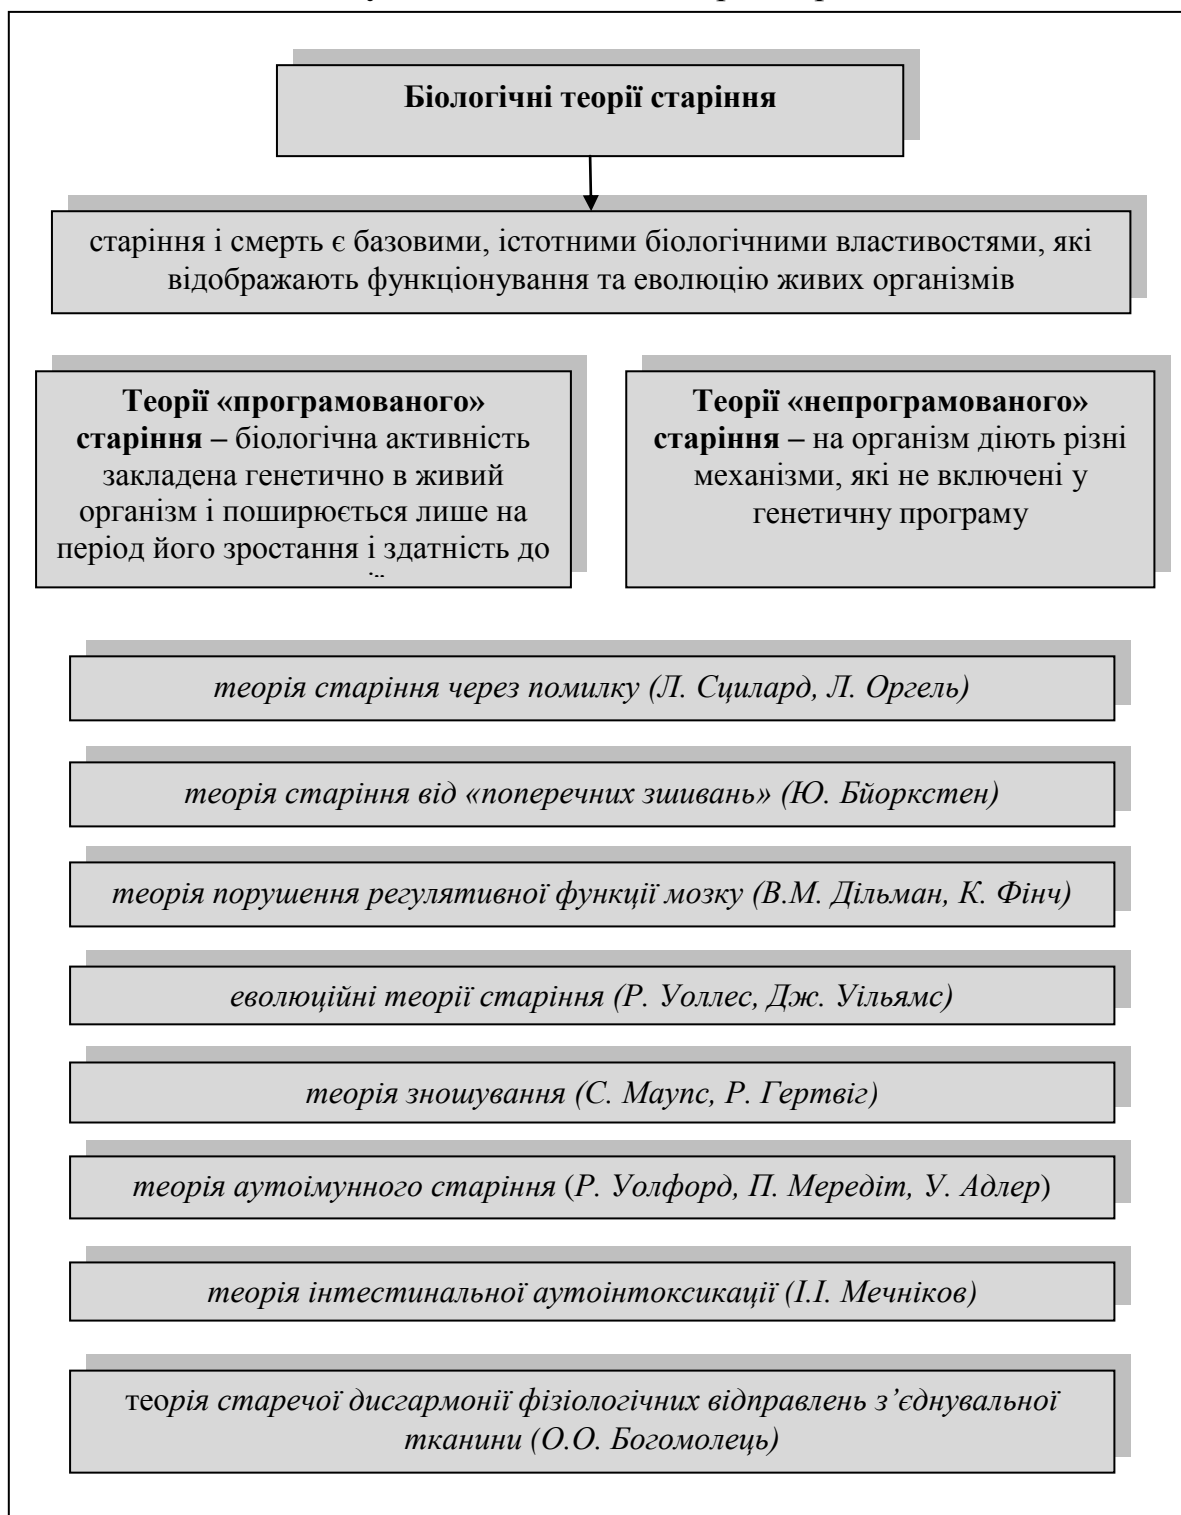 Біологічні теорії старіння
старіння і смерть є базовими, істотними біологічними властивостями, які
відображають функціонування та еволюцію живих організмів
Теорії «програмованого»
старіння – біологічна активність
закладена генетично в живий
організм і поширюється лише на
період його зростання і здатність до
Теорії «непрограмованого»
старіння – на організм діють різні
механізми, які не включені у
генетичну програму
теорія старіння через помилку (Л. Сцилард, Л. Оргель)
теорія старіння від «поперечних зшивань» (Ю. Бйоркстен)
теорія порушення регулятивної функції мозку (В.М. Дільман, К. Фінч)
еволюційні теорії старіння (Р. Уоллес, Дж. Уільямс)
теорія зношування (С. Маупс, Р. Гертвіг)
теорія аутоімунного старіння (Р. Уолфорд, П. Мередіт, У. Адлер)
теорія інтестинальної аутоінтоксикації (І.І. Мечніков)
теорія старечої дисгармонії фізіологічних відправлень з’єднувальної
тканини (О.О. Богомолець)